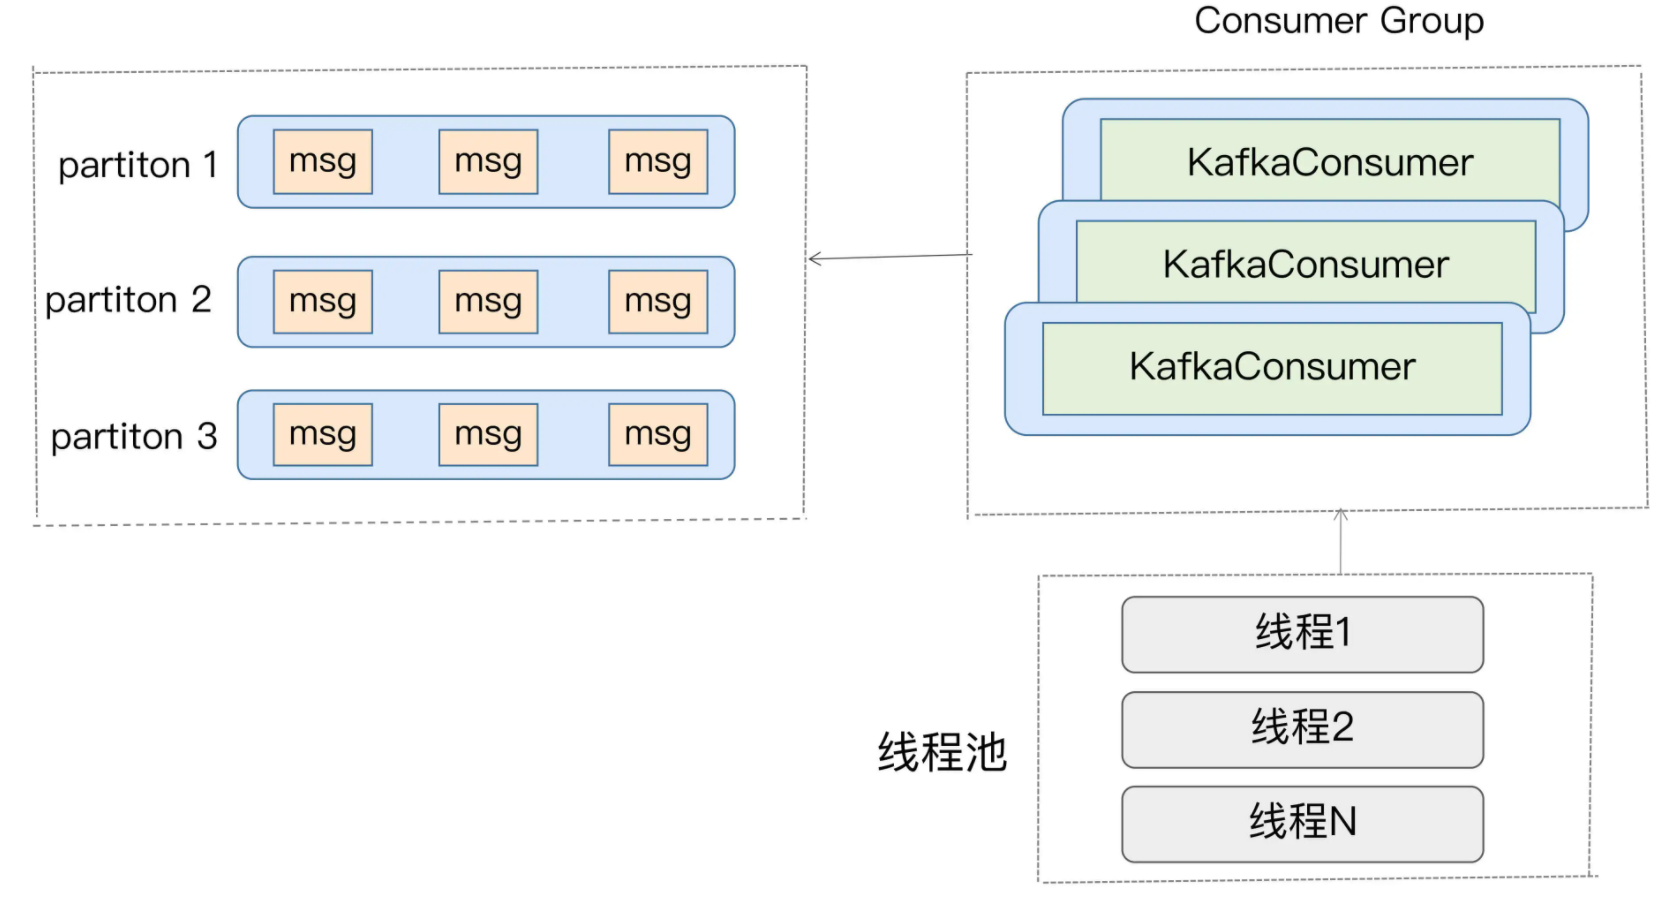 Consumer Group
partiton 1
msg
msg
msg
partiton 2
msg
msg
msg
partiton 3
msg
msg
msg
KafkaConsumer
KafkaConsumer
KafkaConsumer
线程池
线程1
线程2
线程N